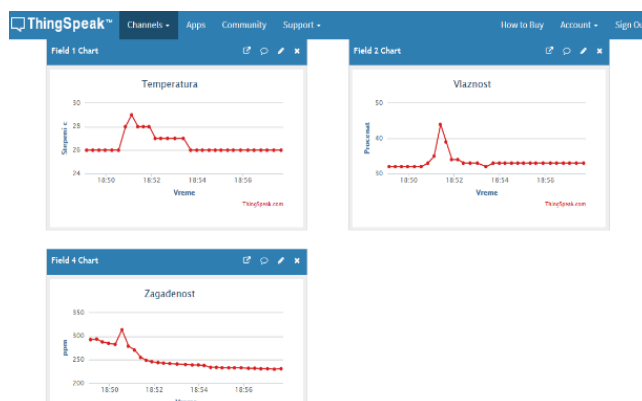 ThingSpeak™ Channels Apps Community Support How to Buy Account Sign Ou
Field 1 Chart
Temperatura
30
24
Stepeni c
18:50 18:52 18:54 18:56
Vreme
ThingSpeak.com
Field 2 Chart
Vlaznost
50
40
30
Procenat
18:50 18:52 18:54 18:56
Vreme
ThingSpeak.com
Field 4 Chart
Zagadenost
350
300
250
200
ppm
18:50 18:52 18:54 18:56
Vreme